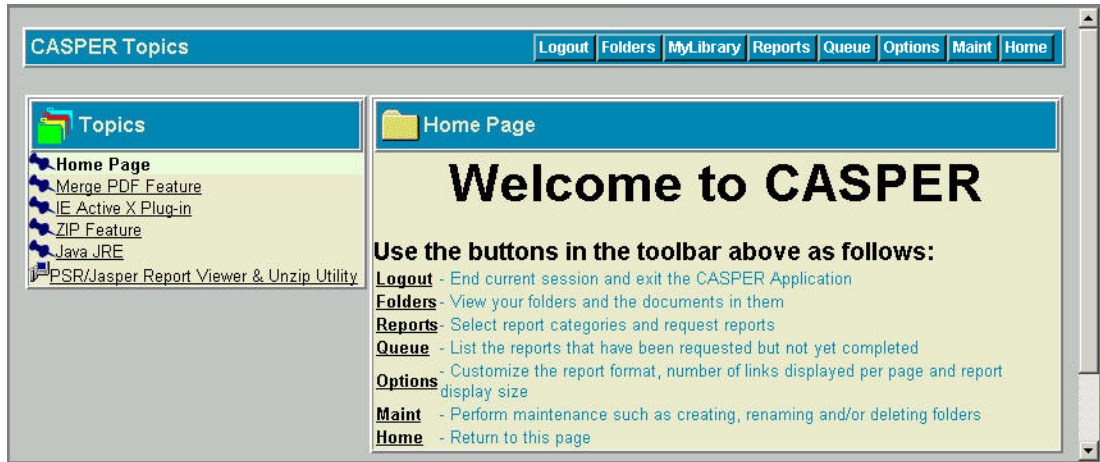 CASPER Topics
Logout Folders MyLibrary Reports Queue Options Maint Home
Topics
Home Page
Merge PDF Feature
IE Active X Plug-in
ZIP Feature
Java JRE
PSR/Jasper Report Viewer & Unzip Utility
Home Page
Welcome to CASPER
Use the buttons in the toolbar above as follows:
Logout - End current session and exit the CASPER Application
Folders - View your folders and the documents in them
Reports - Select report categories and request reports
Queue - List the reports that have been requested but not yet completed
Options - Customize the report format, number of links displayed per page and report
display size
Maint - Perform maintenance such as creating, renaming and/or deleting folders
Home - Return to this page